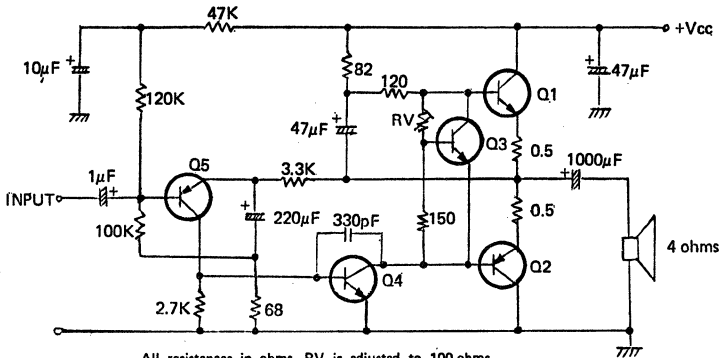 47K
+Vcc
10µF +
82
120
Q1
+
47µF
120K
RV
47µF +
Q3
0.5
1000µF
+
Q5
3.3K
1µF
+
INPUT
100K
+
220µF
330pF
150
0.5
4 ohms
Q4
Q2
2.7K
68
All resistances in ohms. RV is adjusted to 100 ohms